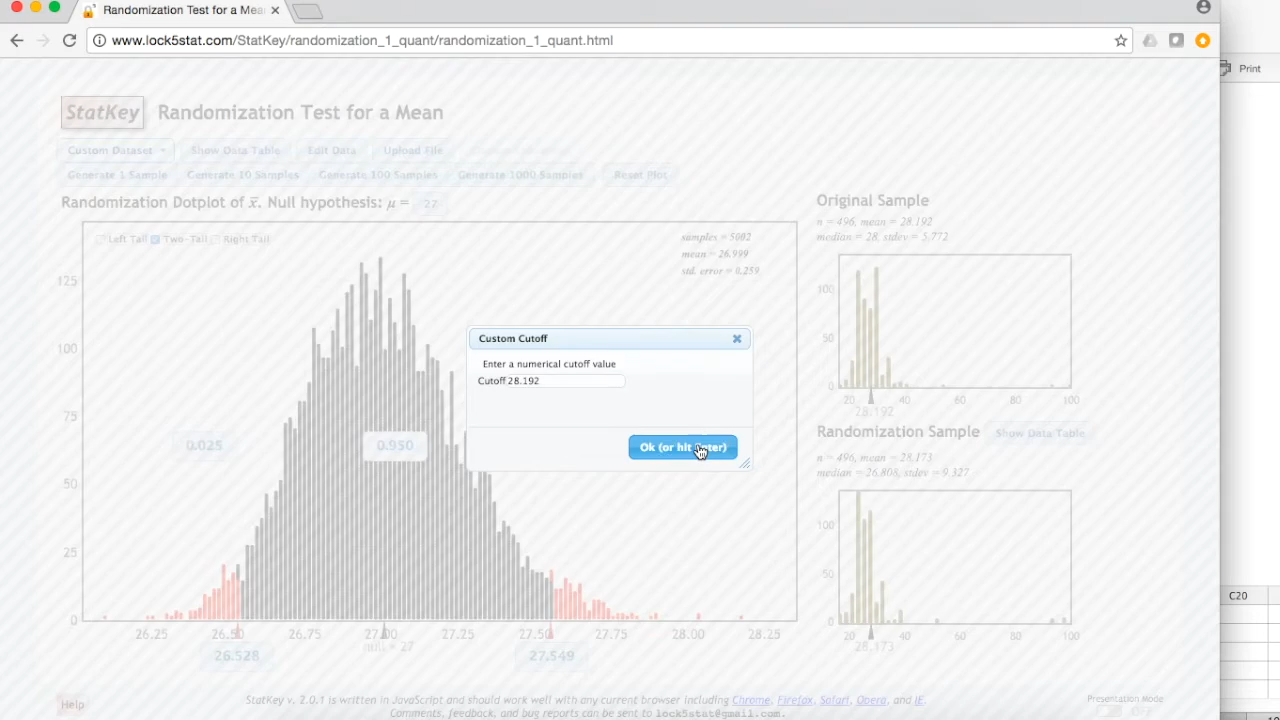 Randomization Test for a Mea
www.lock5stat.com/StatKey/randomization_1_quant/randomization_1_quant.html
Print
StatKey Randomization Test for a Mean
Custom Dataset Show Data Table Edit Data Upload File
Generate 1 Sample Generate 10 Samples Generate 100 Samples Generate 1000 Samples Reset Plot
Randomization Dotplot of x̄. Null hypothesis: μ = 27
Left Tail Two-Tail Right Tail
samples = 5002
mean = 26.999
std. error = 0.259
125
100
75
50
25
0
0.025
0.950
26.25 26.50 26.75 27.00 27.25 27.50 27.75 28.00 28.25
null = 27
26.528
27.549
Custom Cutoff
Enter a numerical cutoff value
Cutoff 28.192
Ok (or hit enter)
Original Sample
n = 496, mean = 28.192
median = 28, stdev = 5.772
100
50
0
20 40 60 80 100
28.192
Randomization Sample Show Data Table
n = 496, mean = 28.173
median = 26.808, stdev = 9.327
100
50
0
20 40 60 80 100
28.173
C20
Help
StatKey v. 2.0.1 is written in JavaScript and should work well with any current browser including Chrome, Firefox, Safari, Opera, and IE.
Comments, feedback, and bug reports can be sent to lock5stat@gmail.com.
Presentation Mode